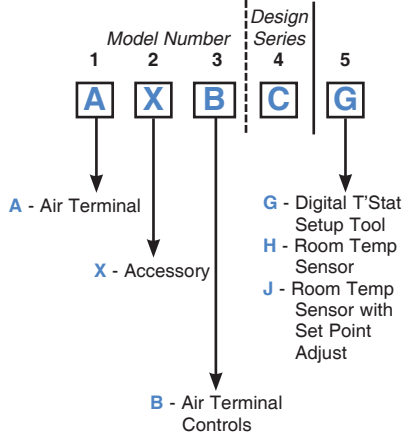 Model Number
Design
Series
1 2 3 4 5
A X B C G
A - Air Terminal
X - Accessory
B - Air Terminal
Controls
G - Digital T'Stat
Setup Tool
H - Room Temp
Sensor
J - Room Temp
Sensor with
Set Point
Adjust